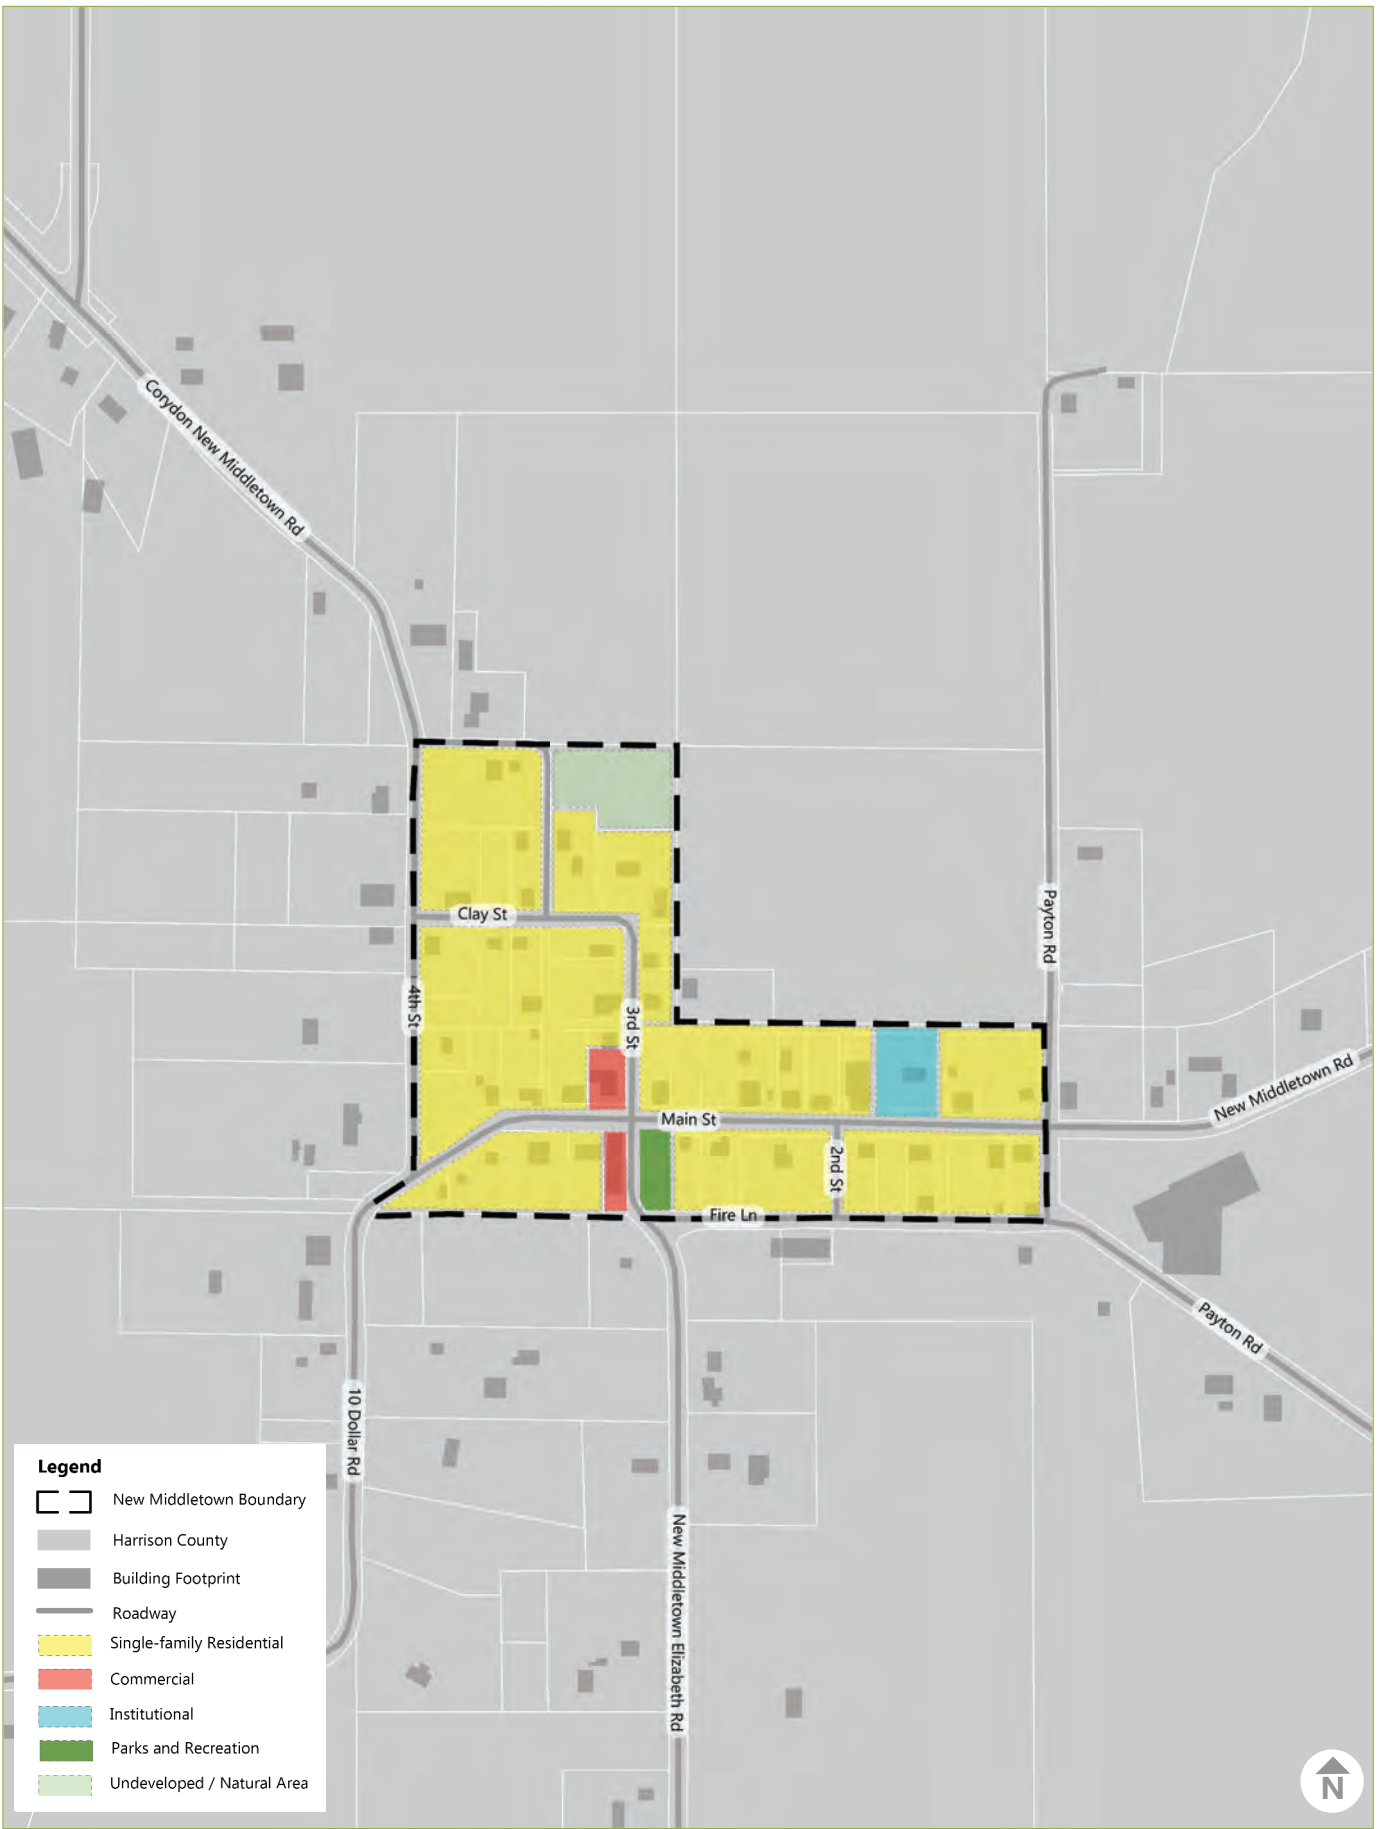 Corydon New Middletown Rd
Clay St
Payton Rd
4th St
3rd St
Main St
New Middletown Rd
2nd St
Fire Ln
Payton Rd
10 Dollar Rd
New Middletown Elizabeth Rd
Legend
New Middletown Boundary
Harrison County
Building Footprint
Roadway
Single-family Residential
Commercial
Institutional
Parks and Recreation
Undeveloped / Natural Area
N